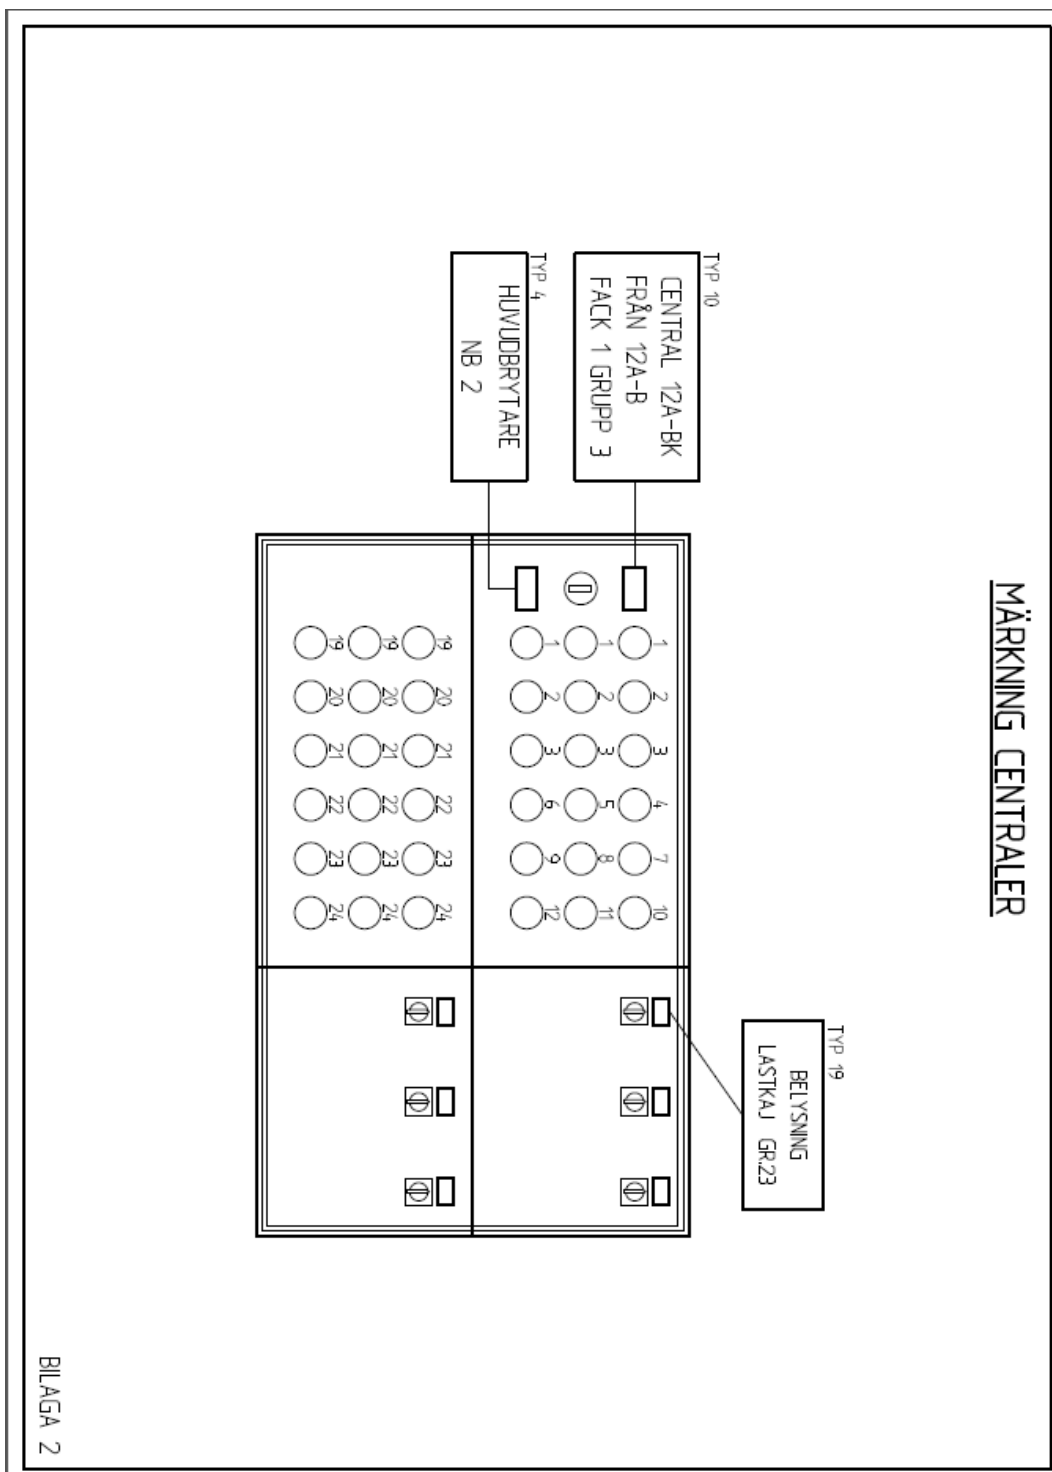 MÄRKNING CENTRALER
TYP 10
CENTRAL 12A-BK
FRÅN 12A-B
FACK 1 GRUPP 3
TYP 4
HUVUDBRYTARE
NB 2
TYP 19
BELYSNING
LASTKAJ GR.23
1 2 3 4 7 10
1 2 3 5 8 11
1 2 3 6 9 12
19 20 21 22 23 24
19 20 21 22 23 24
19 20 21 22 23 24
BILAGA 2